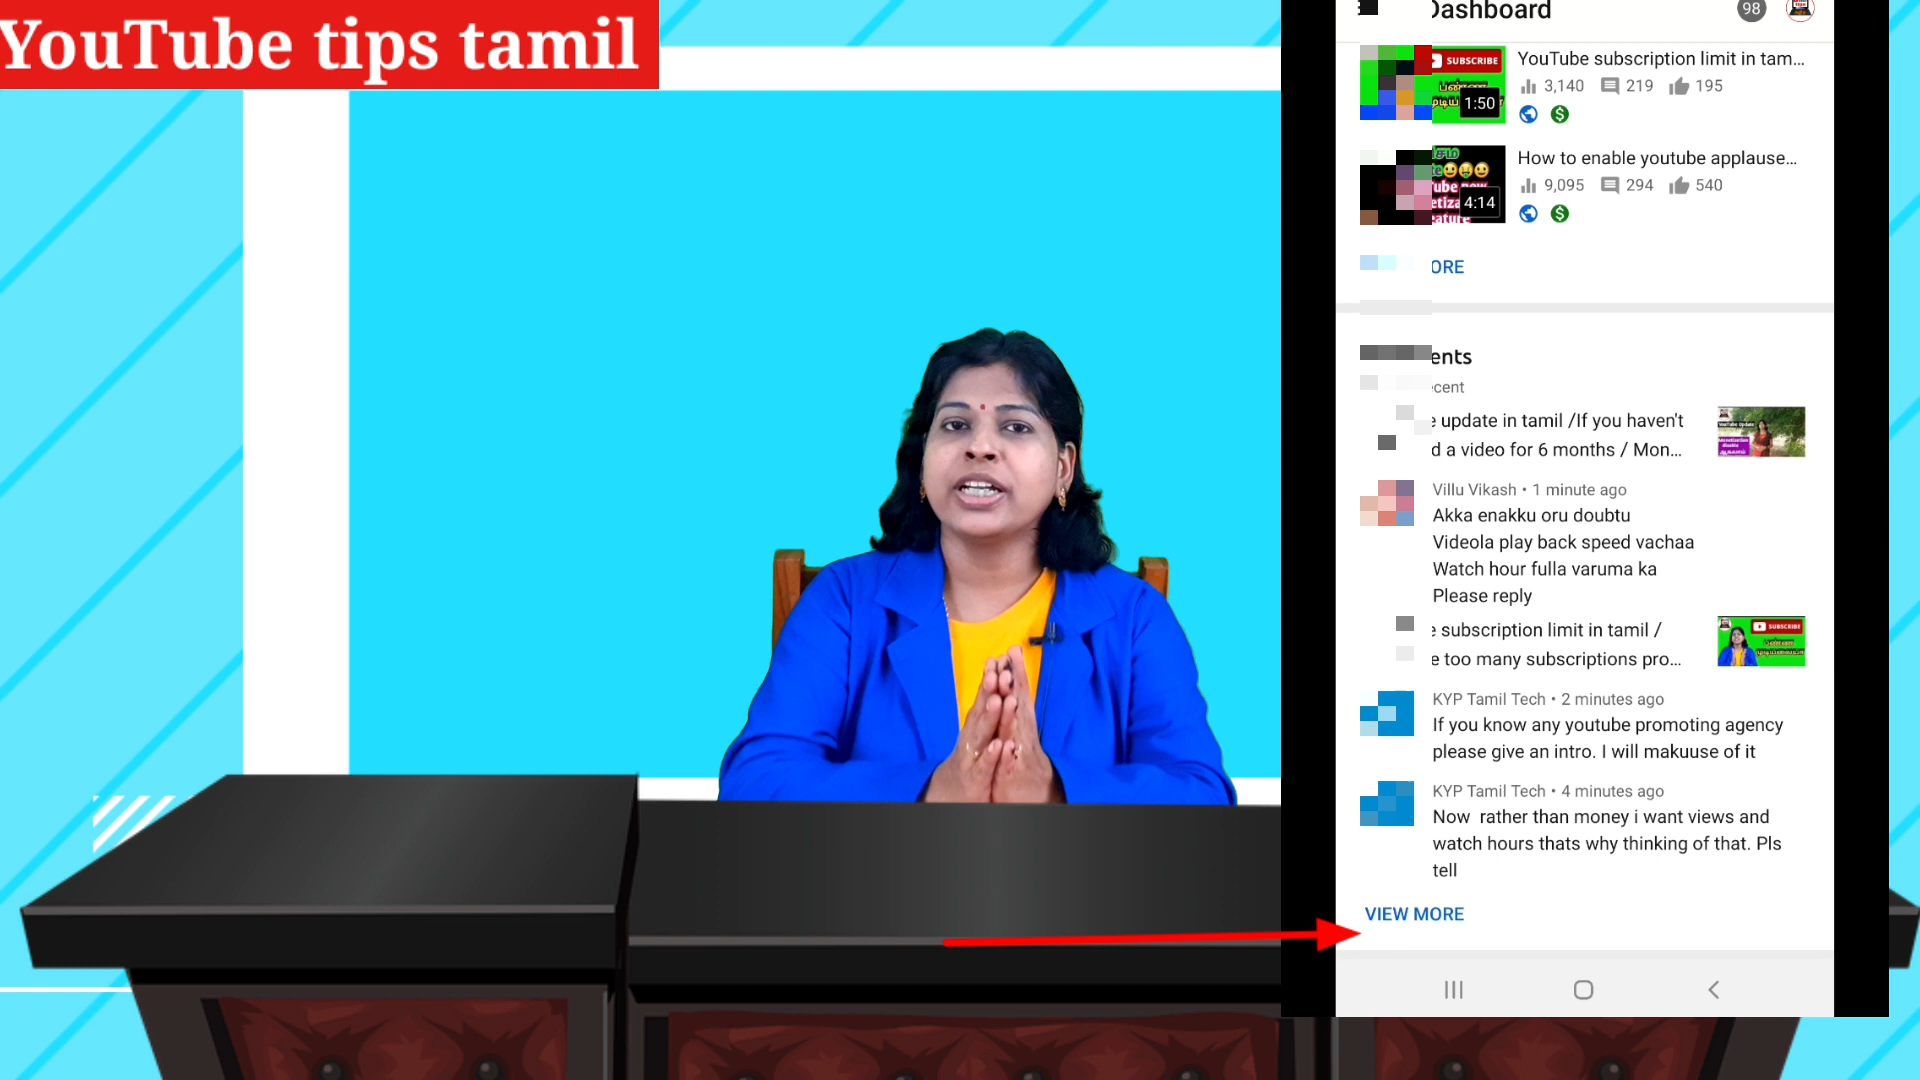 YouTube tips tamil
Dashboard
98
SUBSCRIBE
பண்ண
1:50
YouTube subscription limit in tam...
3,140 219 195
4:14
How to enable youtube applause...
9,095 294 540
ORE
ents
ecent
e update in tamil /If you haven't
d a video for 6 months / Mon...
YouTube Update
Villu Vikash • 1 minute ago
Akka enakku oru doubtu
Videola play back speed vachaa
Watch hour fulla varuma ka
Please reply
e subscription limit in tamil /
e too many subscriptions pro...
SUBSCRIBE
KYP Tamil Tech • 2 minutes ago
If you know any youtube promoting agency
please give an intro. I will makuuse of it
KYP Tamil Tech • 4 minutes ago
Now rather than money i want views and
watch hours thats why thinking of that. Pls
tell
VIEW MORE